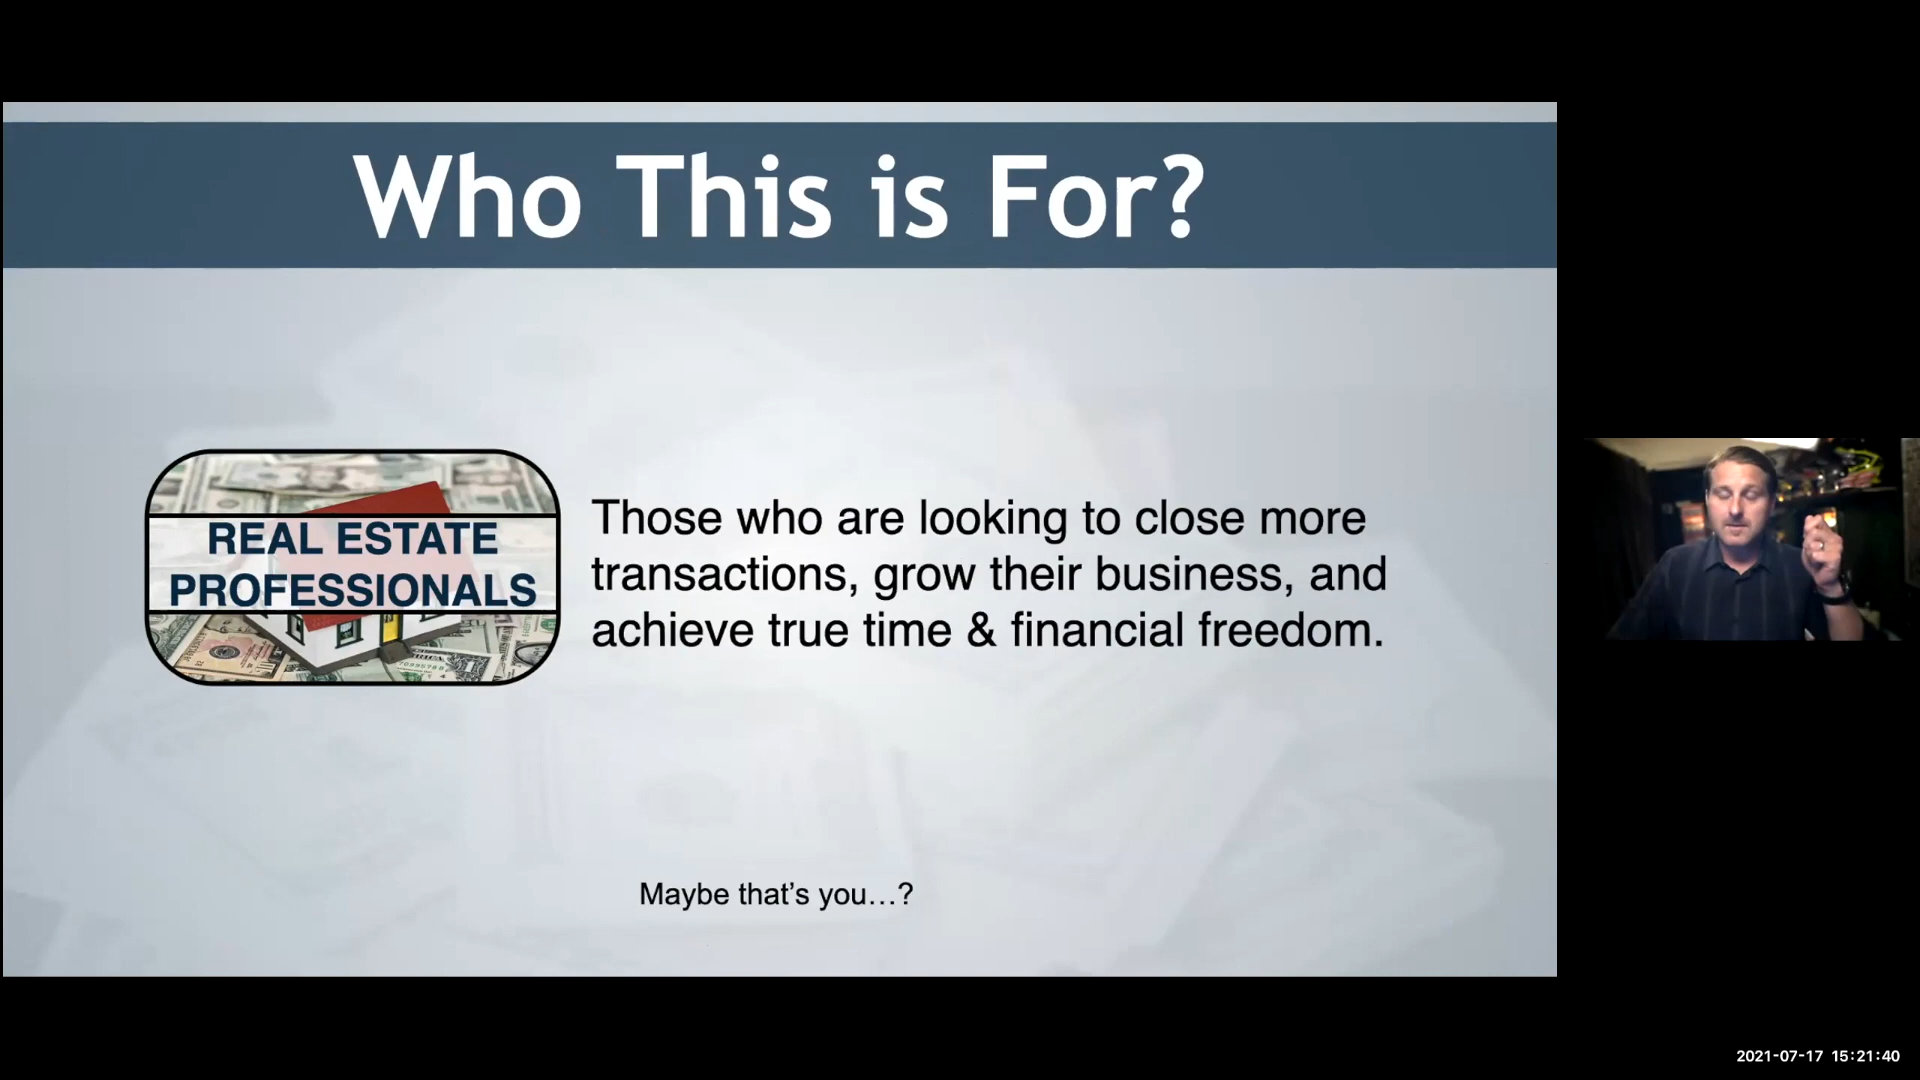 Who This is For?
REAL ESTATE
PROFESSIONALS
Those who are looking to close more
transactions, grow their business, and
achieve true time & financial freedom.
Maybe that’s you…?
2021-07-17 15:21:40